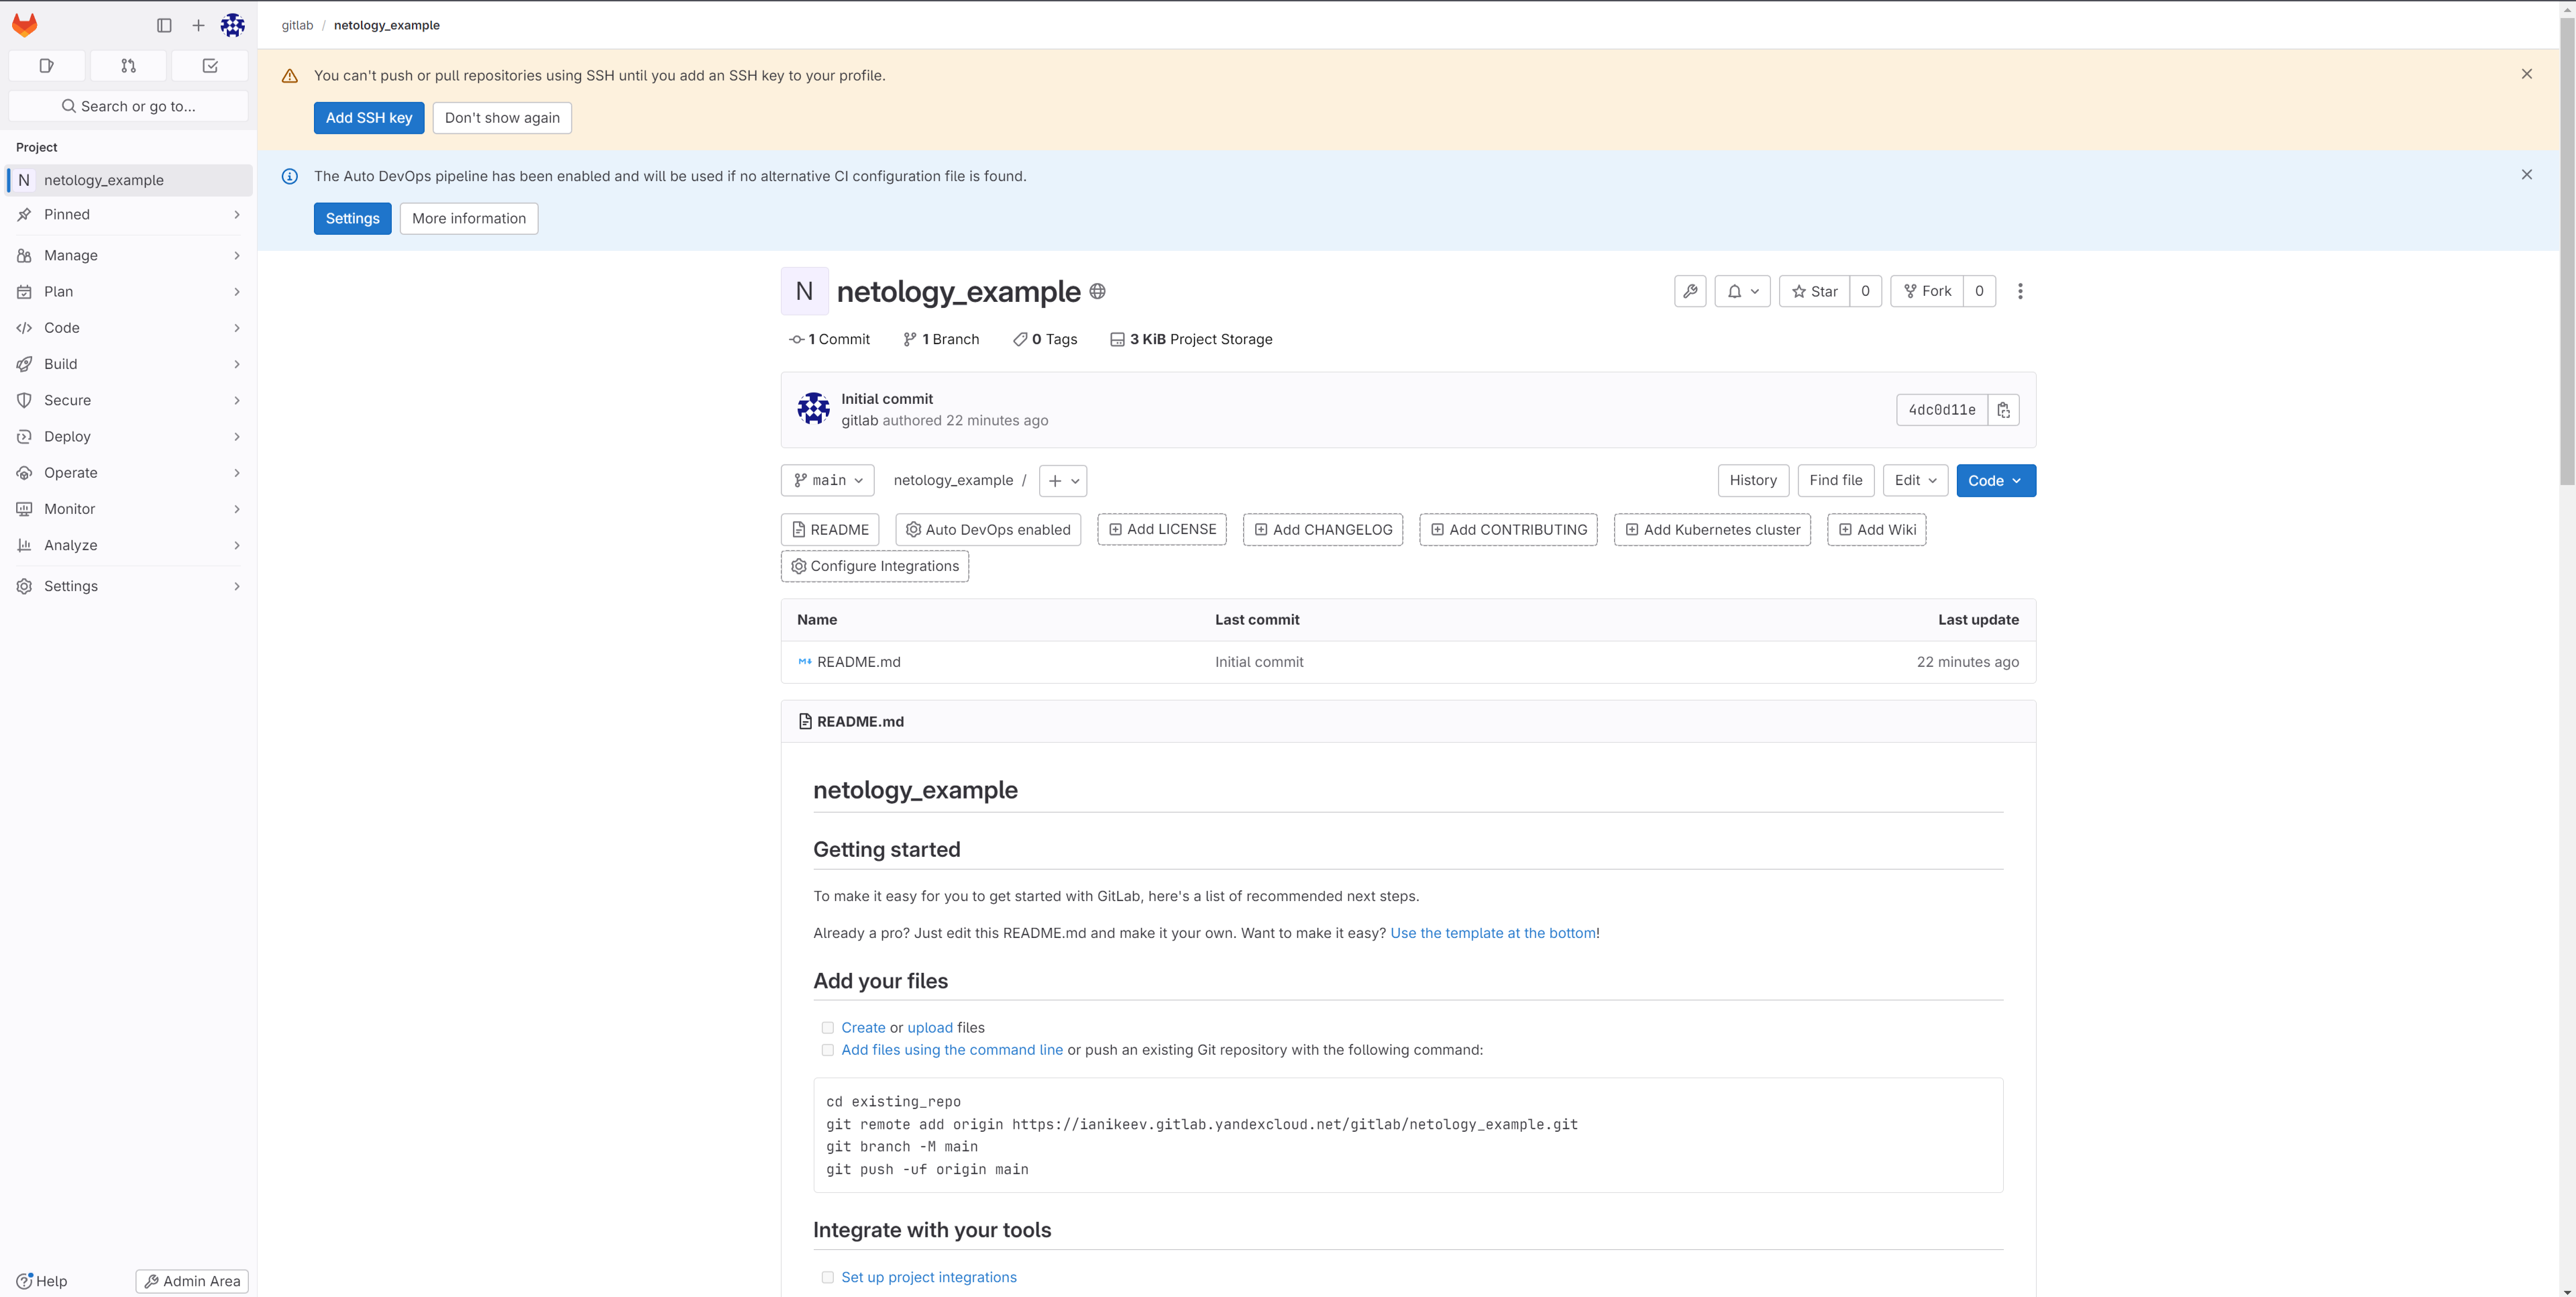 gitlab / netology_example
Search or go to...
Project
N netology_example
Pinned
Manage
Plan
Code
Build
Secure
Deploy
Operate
Monitor
Analyze
Settings
Help
Admin Area
You can't push or pull repositories using SSH until you add an SSH key to your profile.
Add SSH key Don't show again
The Auto DevOps pipeline has been enabled and will be used if no alternative CI configuration file is found.
Settings More information
N netology_example
Star 0 Fork 0
1 Commit 1 Branch 0 Tags 3 KiB Project Storage
Initial commit
gitlab authored 22 minutes ago
4dc0d11e
main netology_example / History Find file Edit Code
README Auto DevOps enabled Add LICENSE Add CHANGELOG Add CONTRIBUTING Add Kubernetes cluster Add Wiki
Configure Integrations
Name Last commit Last update
README.md Initial commit 22 minutes ago
README.md
netology_example
Getting started
To make it easy for you to get started with GitLab, here's a list of recommended next steps.
Already a pro? Just edit this README.md and make it your own. Want to make it easy? Use the template at the bottom!
Add your files
Create or upload files
Add files using the command line or push an existing Git repository with the following command:
cd existing_repo
git remote add origin https://ianikeev.gitlab.yandexcloud.net/gitlab/netology_example.git
git branch -M main
git push -uf origin main
Integrate with your tools
Set up project integrations